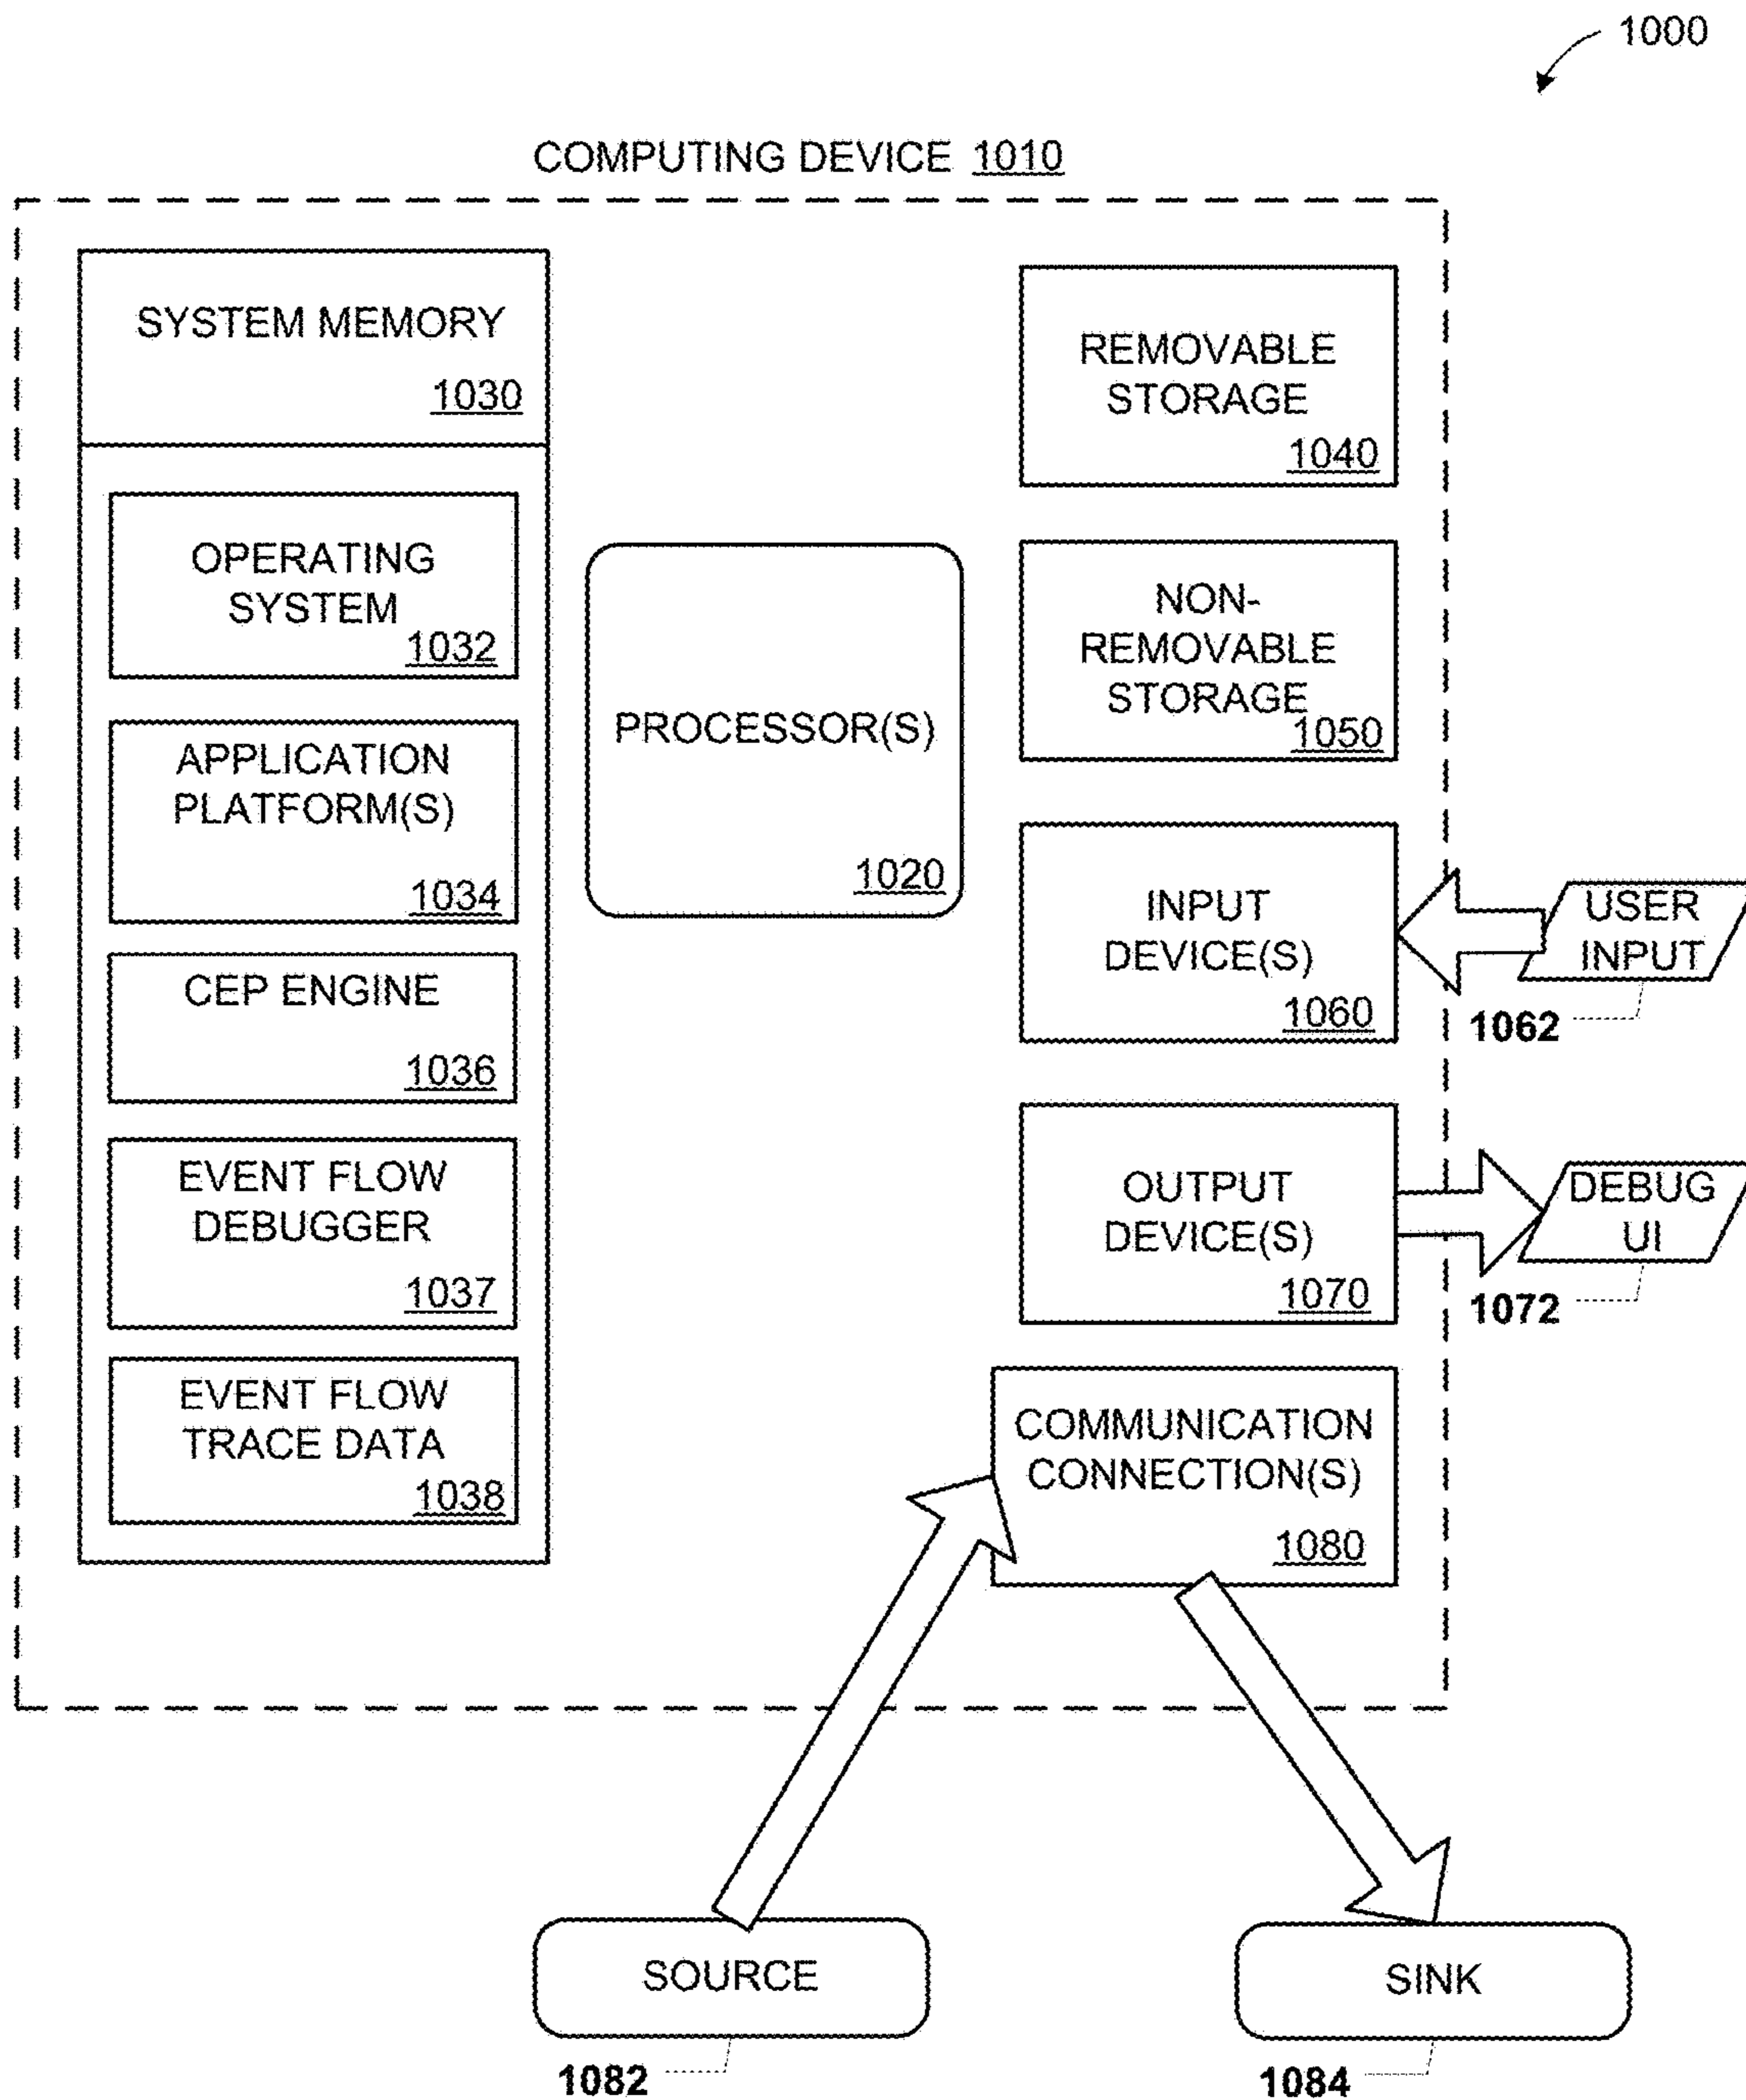 1000
COMPUTING DEVICE 1010
SYSTEM MEMORY
1030
OPERATING
SYSTEM
1032
APPLICATION
PLATFORM(S)
1034
CEP ENGINE
1036
EVENT FLOW
DEBUGGER
1037
EVENT FLOW
TRACE DATA
1038
PROCESSOR(S)
1020
REMOVABLE
STORAGE
1040
NON-
REMOVABLE
STORAGE
1050
INPUT
DEVICE(S)
1060
USER
INPUT
1062
OUTPUT
DEVICE(S)
1070
DEBUG
UI
1072
COMMUNICATION
CONNECTION(S)
1080
SOURCE
1082
SINK
1084